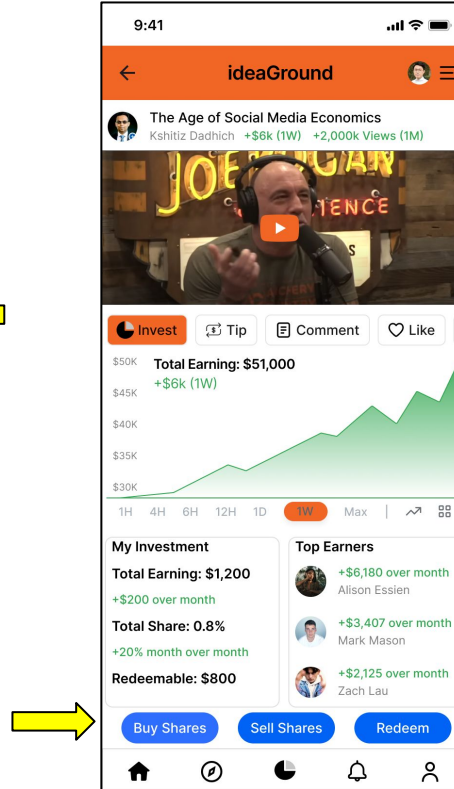 9:41
ideaGround
The Age of Social Media Economics
Kshitiz Dadhich +$6k (1W) +2,000k Views (1M)
JOE ROGAN
Invest
Tip
Comment
Like
$50K
Total Earning: $51,000
+$6k (1W)
$45K
$40K
$35K
$30K
1H 4H 6H 12H 1D 1W Max
My Investment
Total Earning: $1,200
+$200 over month
Total Share: 0.8%
+20% month over month
Redeemable: $800
Top Earners
+$6,180 over month
Alison Essien
+$3,407 over month
Mark Mason
+$2,125 over month
Zach Lau
Buy Shares
Sell Shares
Redeem